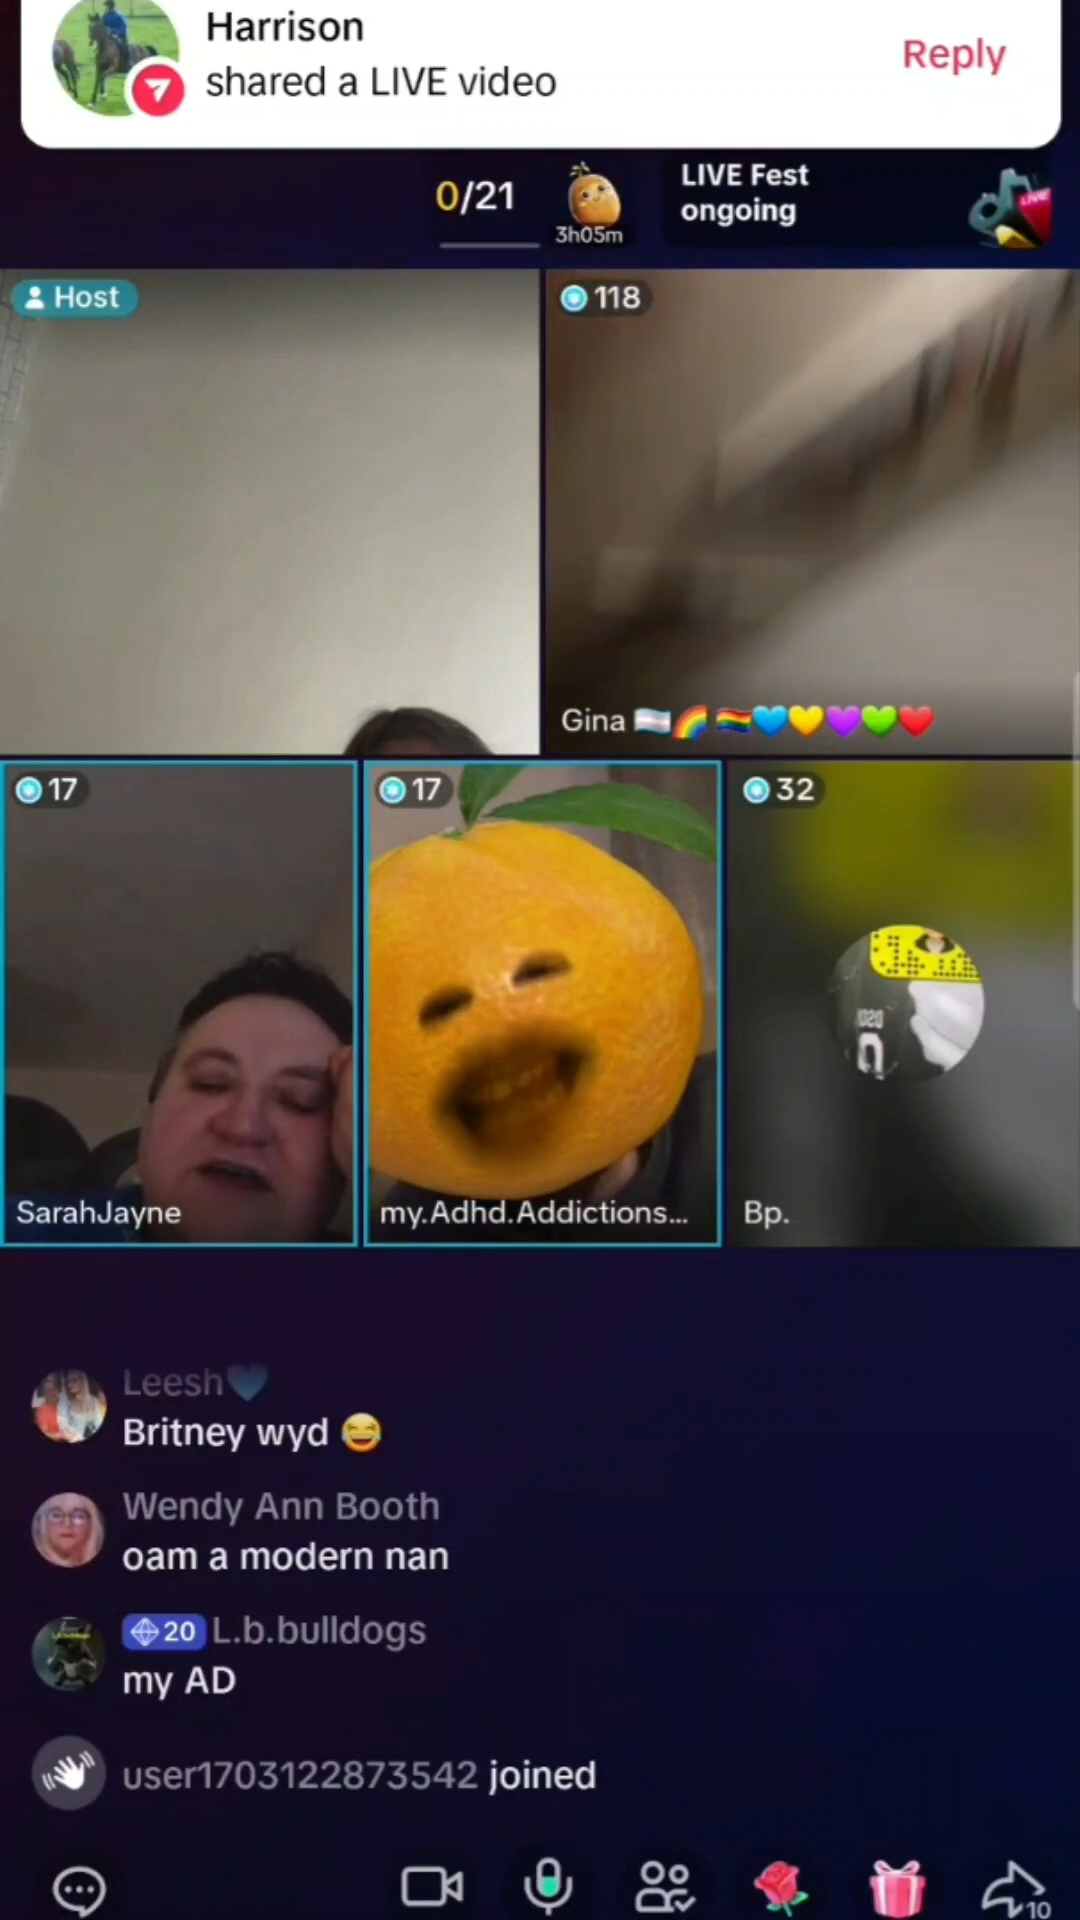 Harrison
shared a LIVE video
Reply
0/21
3h05m
LIVE Fest
ongoing
LIVE
Host
118
Gina 🏳️‍⚧️🌈🏳️‍🌈💙💛💜💚❤️
17
17
32
SarahJayne
my.Adhd.Addictions...
Bp.
Leesh💙
Britney wyd 😂
Wendy Ann Booth
oam a modern nan
20 L.b.bulldogs
my AD
user1703122873542 joined
10